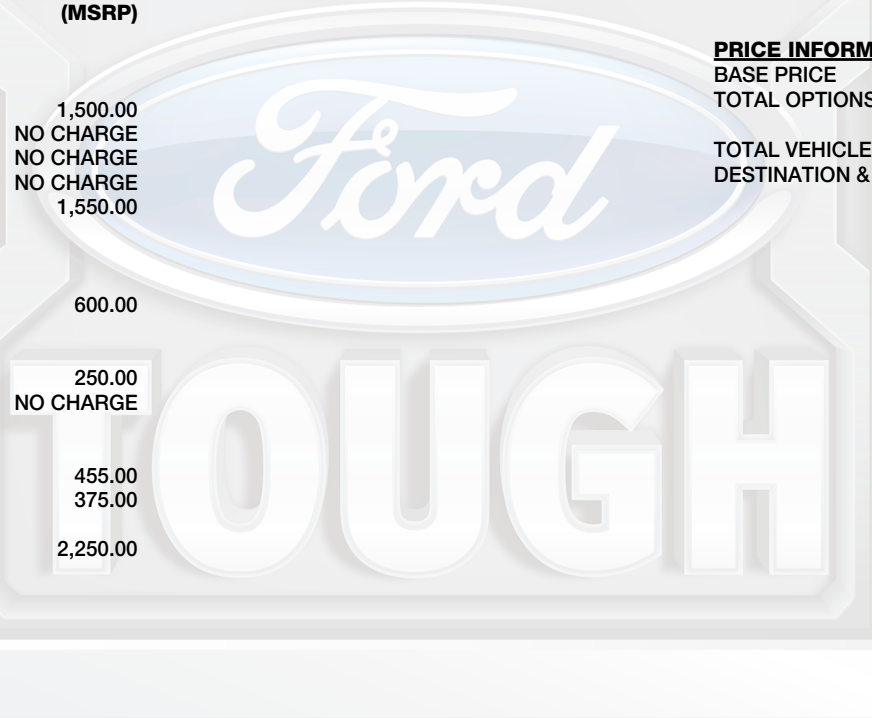 (MSRP)
1,500.00
NO CHARGE
NO CHARGE
NO CHARGE
1,550.00
600.00
250.00
NO CHARGE
455.00
375.00
2,250.00
PRICE INFORM
BASE PRICE
TOTAL OPTIONS
TOTAL VEHICLE
DESTINATION &
Ford
TOUGH